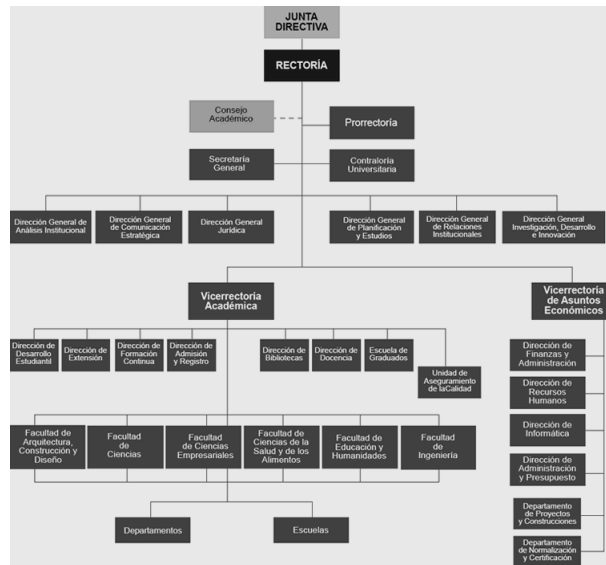 JUNTA
DIRECTIVA
RECTORÍA
Consejo
Académico
Prorrectoría
Secretaría
General
Contraloría
Universitaria
Dirección General de
Análisis Institucional
Dirección General
de Comunicación
Estratégica
Dirección General
Jurídica
Dirección General
de Planificación
y Estudios
Dirección General
de Relaciones
Institucionales
Dirección General
Investigación, Desarrollo
e Innovación
Vicerrectoría
Académica
Vicerrectoría
de Asuntos
Económicos
Dirección de
Desarrollo
Estudiantil
Dirección de
Extensión
Dirección de
Formación
Continua
Dirección de
Admisión
y Registro
Dirección de
Bibliotecas
Dirección de
Docencia
Escuela de
Graduados
Unidad de
Aseguramiento
de laCalidad
Dirección de
Finanzas y
Administración
Dirección de
Recursos
Humanos
Dirección de
Informática
Dirección de
Administración
y Presupuesto
Departamento
de Proyectos
y Construcciones
Departamento
de Normalización
y Certificación
Facultad de
Arquitectura,
Construcción y
Diseño
Facultad
de
Ciencias
Facultad
de Ciencias
Empresariales
Facultad de
Ciencias de la
Salud y de los
Alimentos
Facultad de
Educación y
Humanidades
Facultad
de
Ingeniería
Departamentos
Escuelas